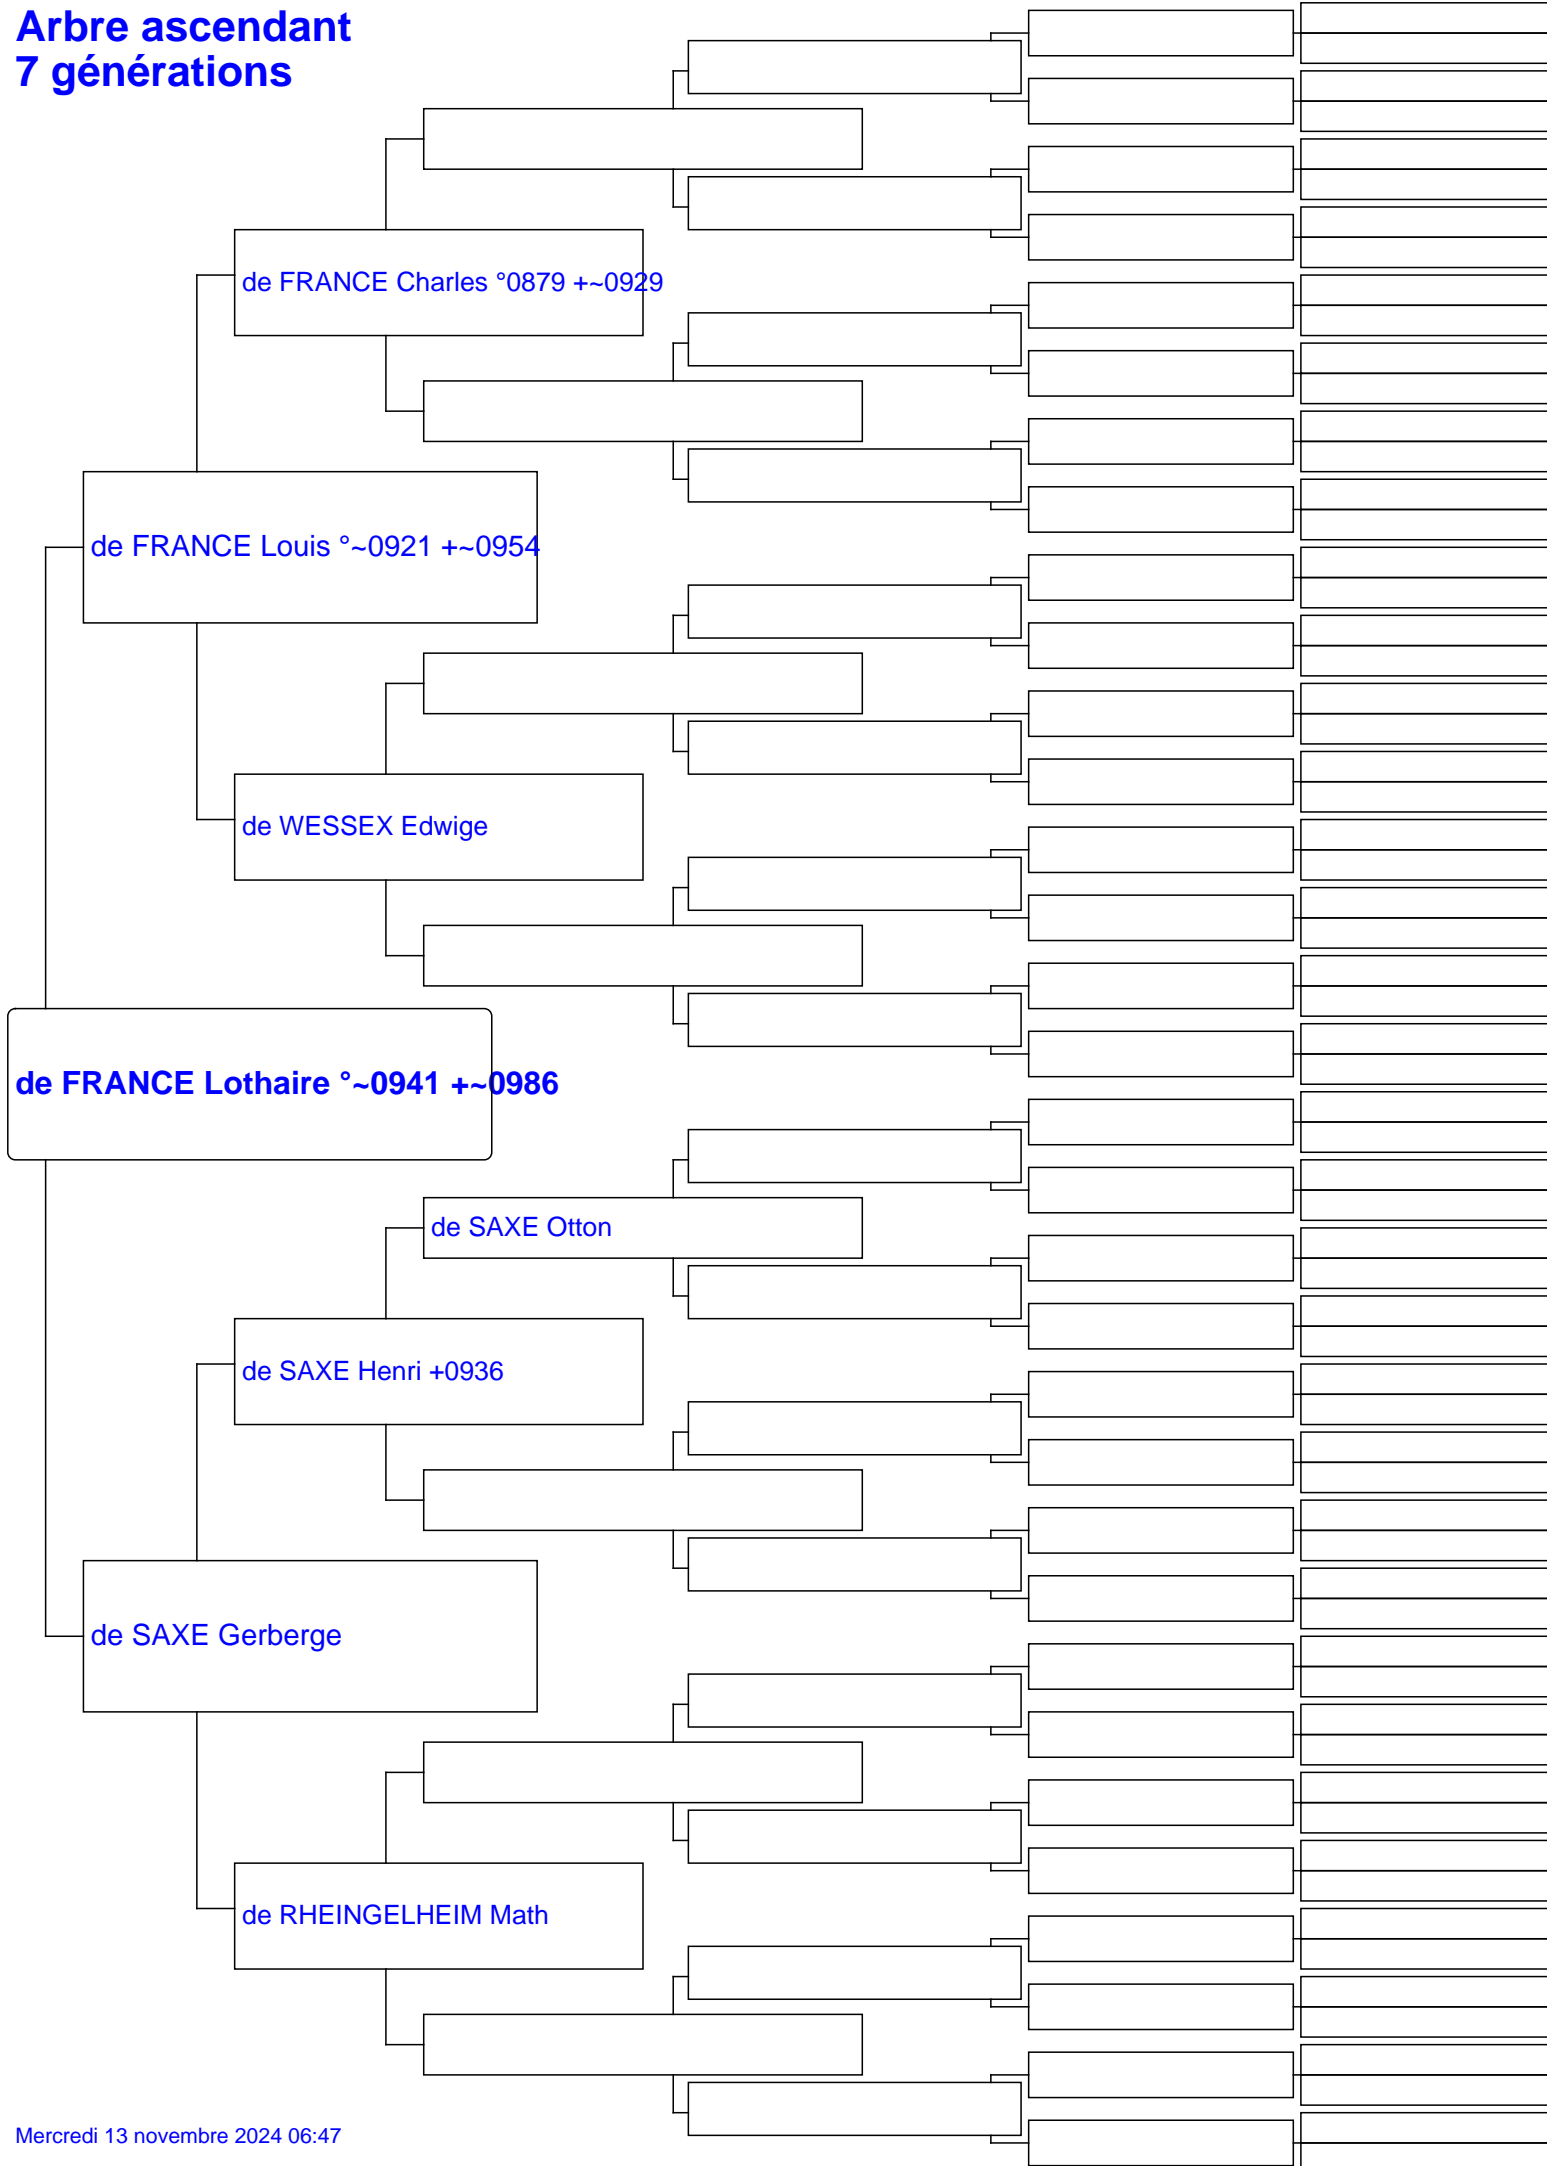 Arbre ascendant
7 générations
de FRANCE Charles °0879 +~0929
de FRANCE Louis °~0921 +~0954
de WESSEX Edwige
de FRANCE Lothaire °~0941 +~0986
de SAXE Otton
de SAXE Henri +0936
de SAXE Gerberge
de RHEINGELHEIM Math
Mercredi 13 novembre 2024 06:47